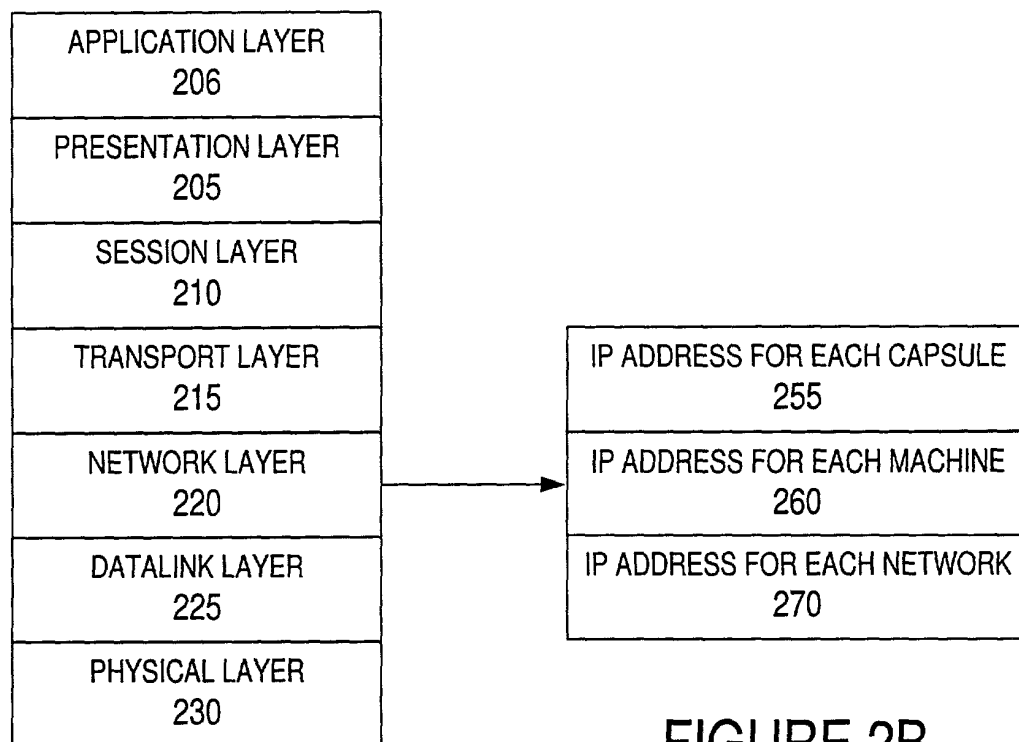 APPLICATION LAYER
206
PRESENTATION LAYER
205
SESSION LAYER
210
TRANSPORT LAYER
215
NETWORK LAYER
220
DATALINK LAYER
225
PHYSICAL LAYER
230
IP ADDRESS FOR EACH CAPSULE
255
IP ADDRESS FOR EACH MACHINE
260
IP ADDRESS FOR EACH NETWORK
270
FIGURE 2B